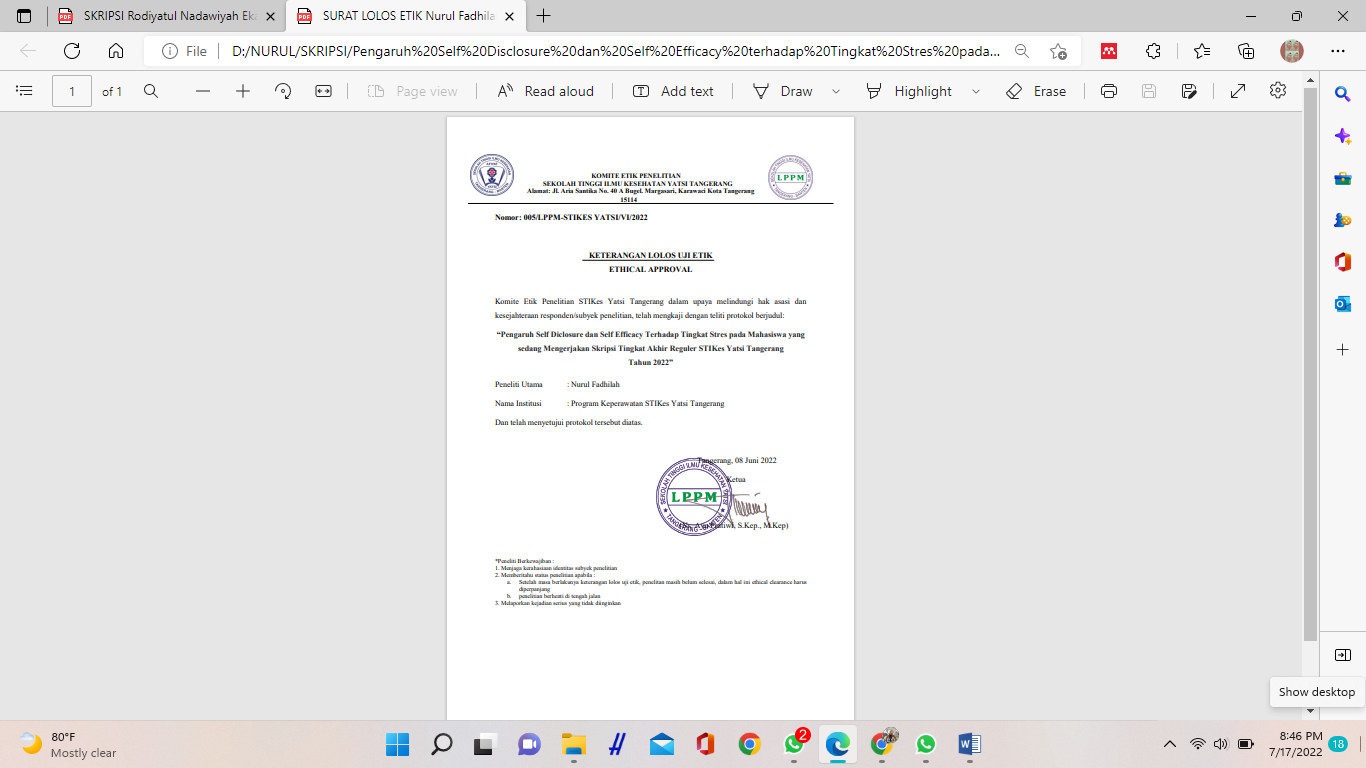 SKRIPSI Rodiyatul Nadawiyah Eka
SURAT LOLOS ETIK Nurul Fadhila
File
D:/NURUL/SKRIPSI/Pengaruh%20Self%20Disclosure%20dan%20Self%20Efficacy%20terhadap%20Tingkat%20Stres%20pada...
1 of 1
Page view
Read aloud
Add text
Draw
Highlight
Erase
KOMITE ETIK PENELITIAN
SEKOLAH TINGGI ILMU KESEHATAN YATSI TANGERANG
Alamat: Jl. Aria Santika No. 40 A Bugel. Margasari, Karawaci Kota Tangerang
15114
LPPM
Nomor: 005/LPPM-STIKES YATSI/VI/2022
KETERANGAN LOLOS UJI ETIK
ETHICAL APPROVAL
Komite Etik Penelitian STIKes Yatsi Tangerang dalam upaya melindungi hak asasi dan
kesejahteraan responden/subyek penelitian, telah mengkaji dengan teliti protokol berjudul:
“Pengaruh Self Diclosure dan Self Efficacy Terhadap Tingkat Stres pada Mahasiswa yang
sedang Mengerjakan Skripsi Tingkat Akhir Reguler STIKes Yatsi Tangerang
Tahun 2022”
Peneliti Utama : Nurul Fadhilah
Nama Institusi : Program Keperawatan STIKes Yatsi Tangerang
Dan telah menyetujui protokol tersebut diatas.
Tangerang, 08 Juni 2022
Ketua
SEKOLAH TINGGI ILMU KESEHATAN YATSI
LPPM
TANGERANG - BANTEN
S.Kep., M.Kep)
*Peneliti Berkewajiban :
1. Menjaga kerahasiaan identitas subyek penelitian
2. Memberitahu status penelitian apabila :
a. Setelah masa berlakunya keterangan lolos uji etik, penelitan masih belum selesai, dalam hal ini ethical clearance harus
diperpanjang
b. penelitian berhenti di tengah jalan
3. Melaporkan kejadian serius yang tidak diinginkan
Show desktop
80°F
Mostly clear
2
8:46 PM
7/17/2022
18